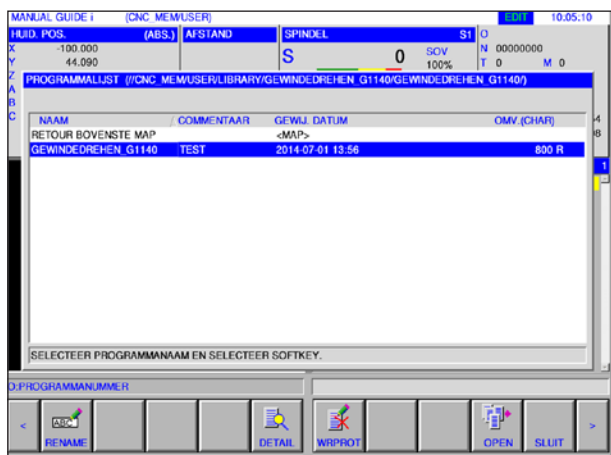 MANUAL GUIDE i (CNC_MEM/USER) EDIT 10.05:10
HUID. POS. (ABS.) AFSTAND SPINDEL S1 O
X -100.000 S 0 SOV 100% N 00000000
Y 44.090 T 0 M 0
Z
PROGRAMMALIJST (//CNC_MEM/USER/LIBRARY/GEWINDEDREHEN_G1140/GEWINDEDREHEN_G1140/)
A
B
C
NAAM COMMENTAAR GEWIJ. DATUM OMV.(CHAR)
RETOUR BOVENSTE MAP <MAP>
GEWINDEDREHEN_G1140 TEST 2014-07-01 13:56 800 R
1
SELECTEER PROGRAMMANAAM EN SELECTEER SOFTKEY.
O:PROGRAMMANUMMER
< ABC RENAME DETAIL WRPROT OPEN SLUIT >